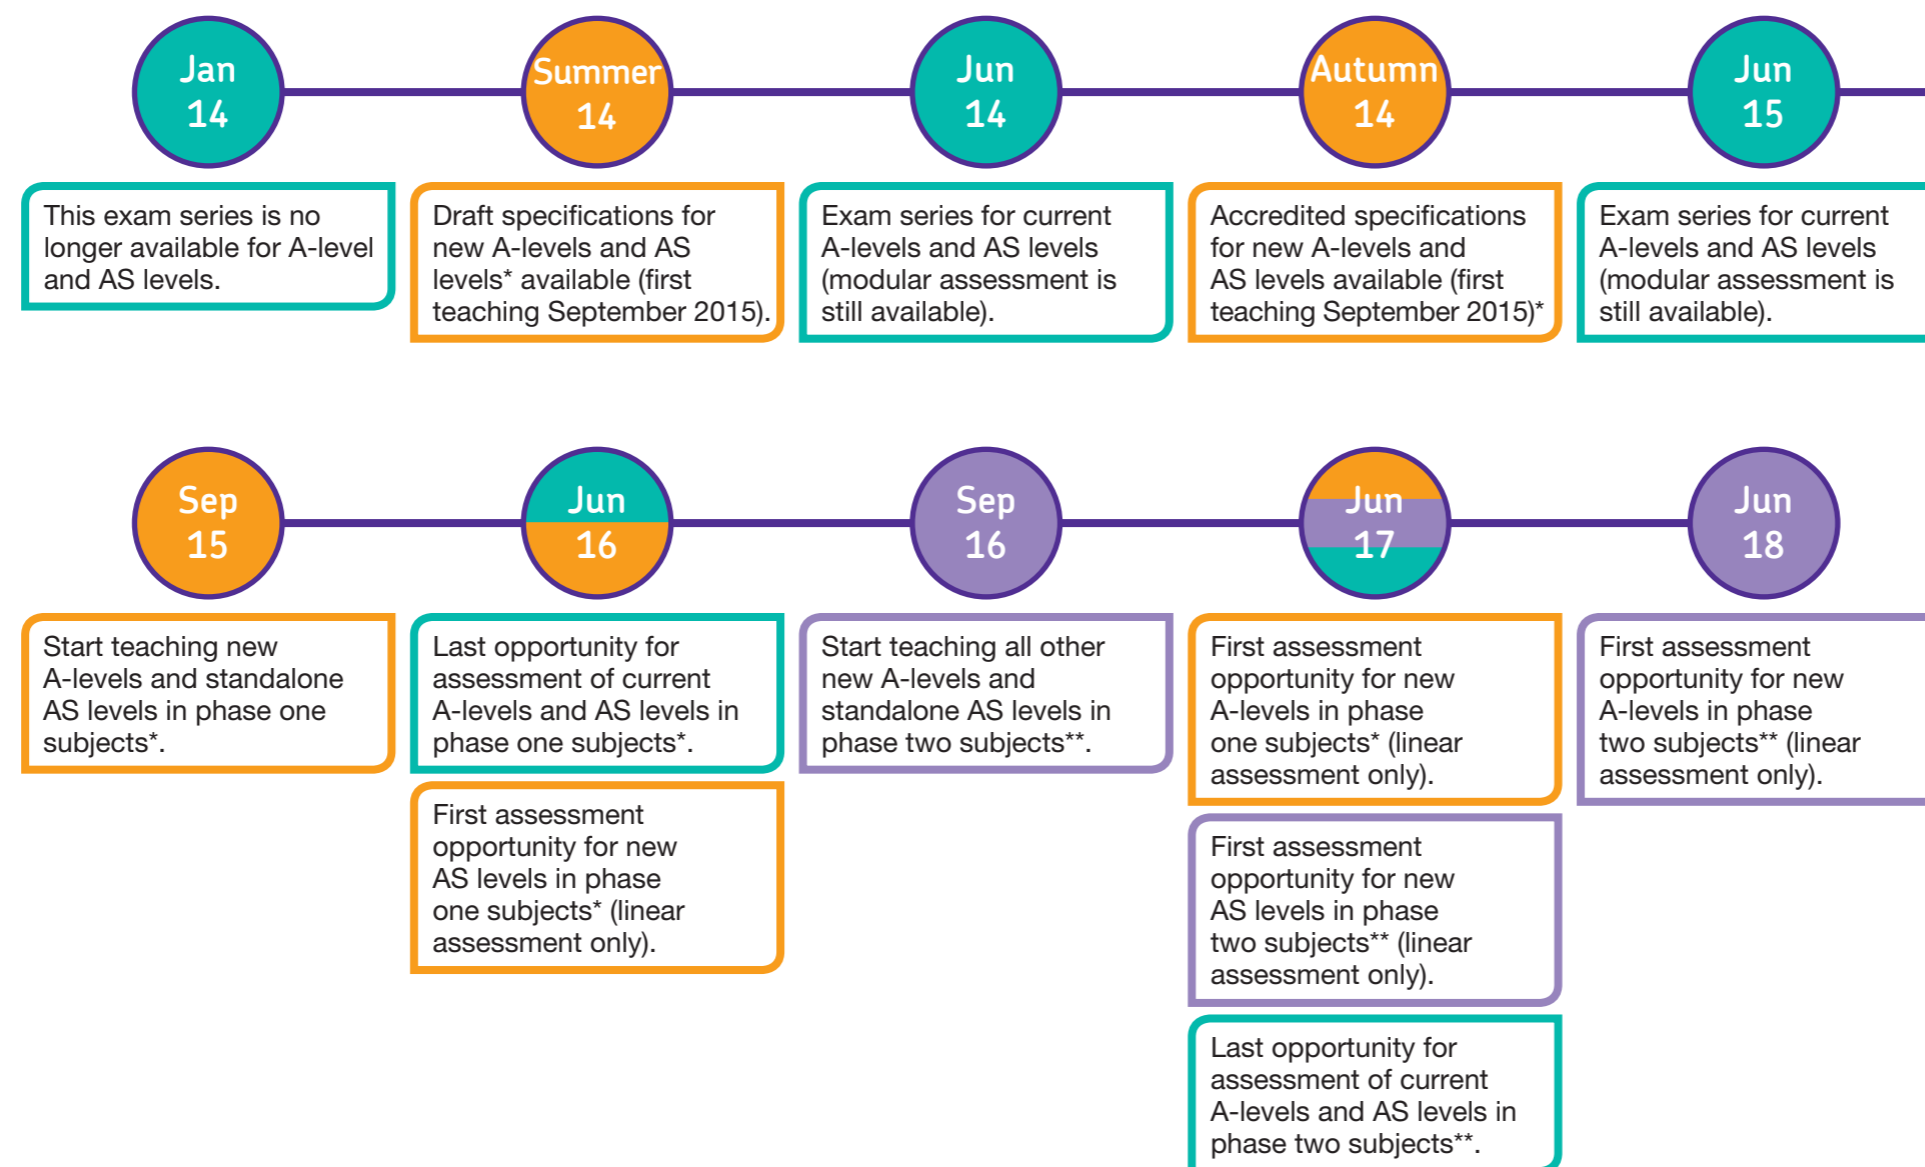 Jan
14
Summer
14
Jun
14
Autumn
14
Jun
15
This exam series is no
longer available for A-level
and AS levels.
Draft specifications for
new A-levels and AS
levels* available (first
teaching September 2015).
Exam series for current
A-levels and AS levels
(modular assessment is
still available).
Accredited specifications
for new A-levels and
AS levels available (first
teaching September 2015)*
Exam series for current
A-levels and AS levels
(modular assessment is
still available).
Sep
15
Jun
16
Sep
16
Jun
17
Jun
18
Start teaching new
A-levels and standalone
AS levels in phase one
subjects*.
Last opportunity for
assessment of current
A-levels and AS levels in
phase one subjects*.
First assessment
opportunity for new
AS levels in phase
one subjects* (linear
assessment only).
Start teaching all other
new A-levels and
standalone AS levels in
phase two subjects**.
First assessment
opportunity for new
A-levels in phase
one subjects* (linear
assessment only).
First assessment
opportunity for new
AS levels in phase
two subjects** (linear
assessment only).
Last opportunity for
assessment of current
A-levels and AS levels in
phase two subjects**.
First assessment
opportunity for new
A-levels in phase
two subjects** (linear
assessment only).